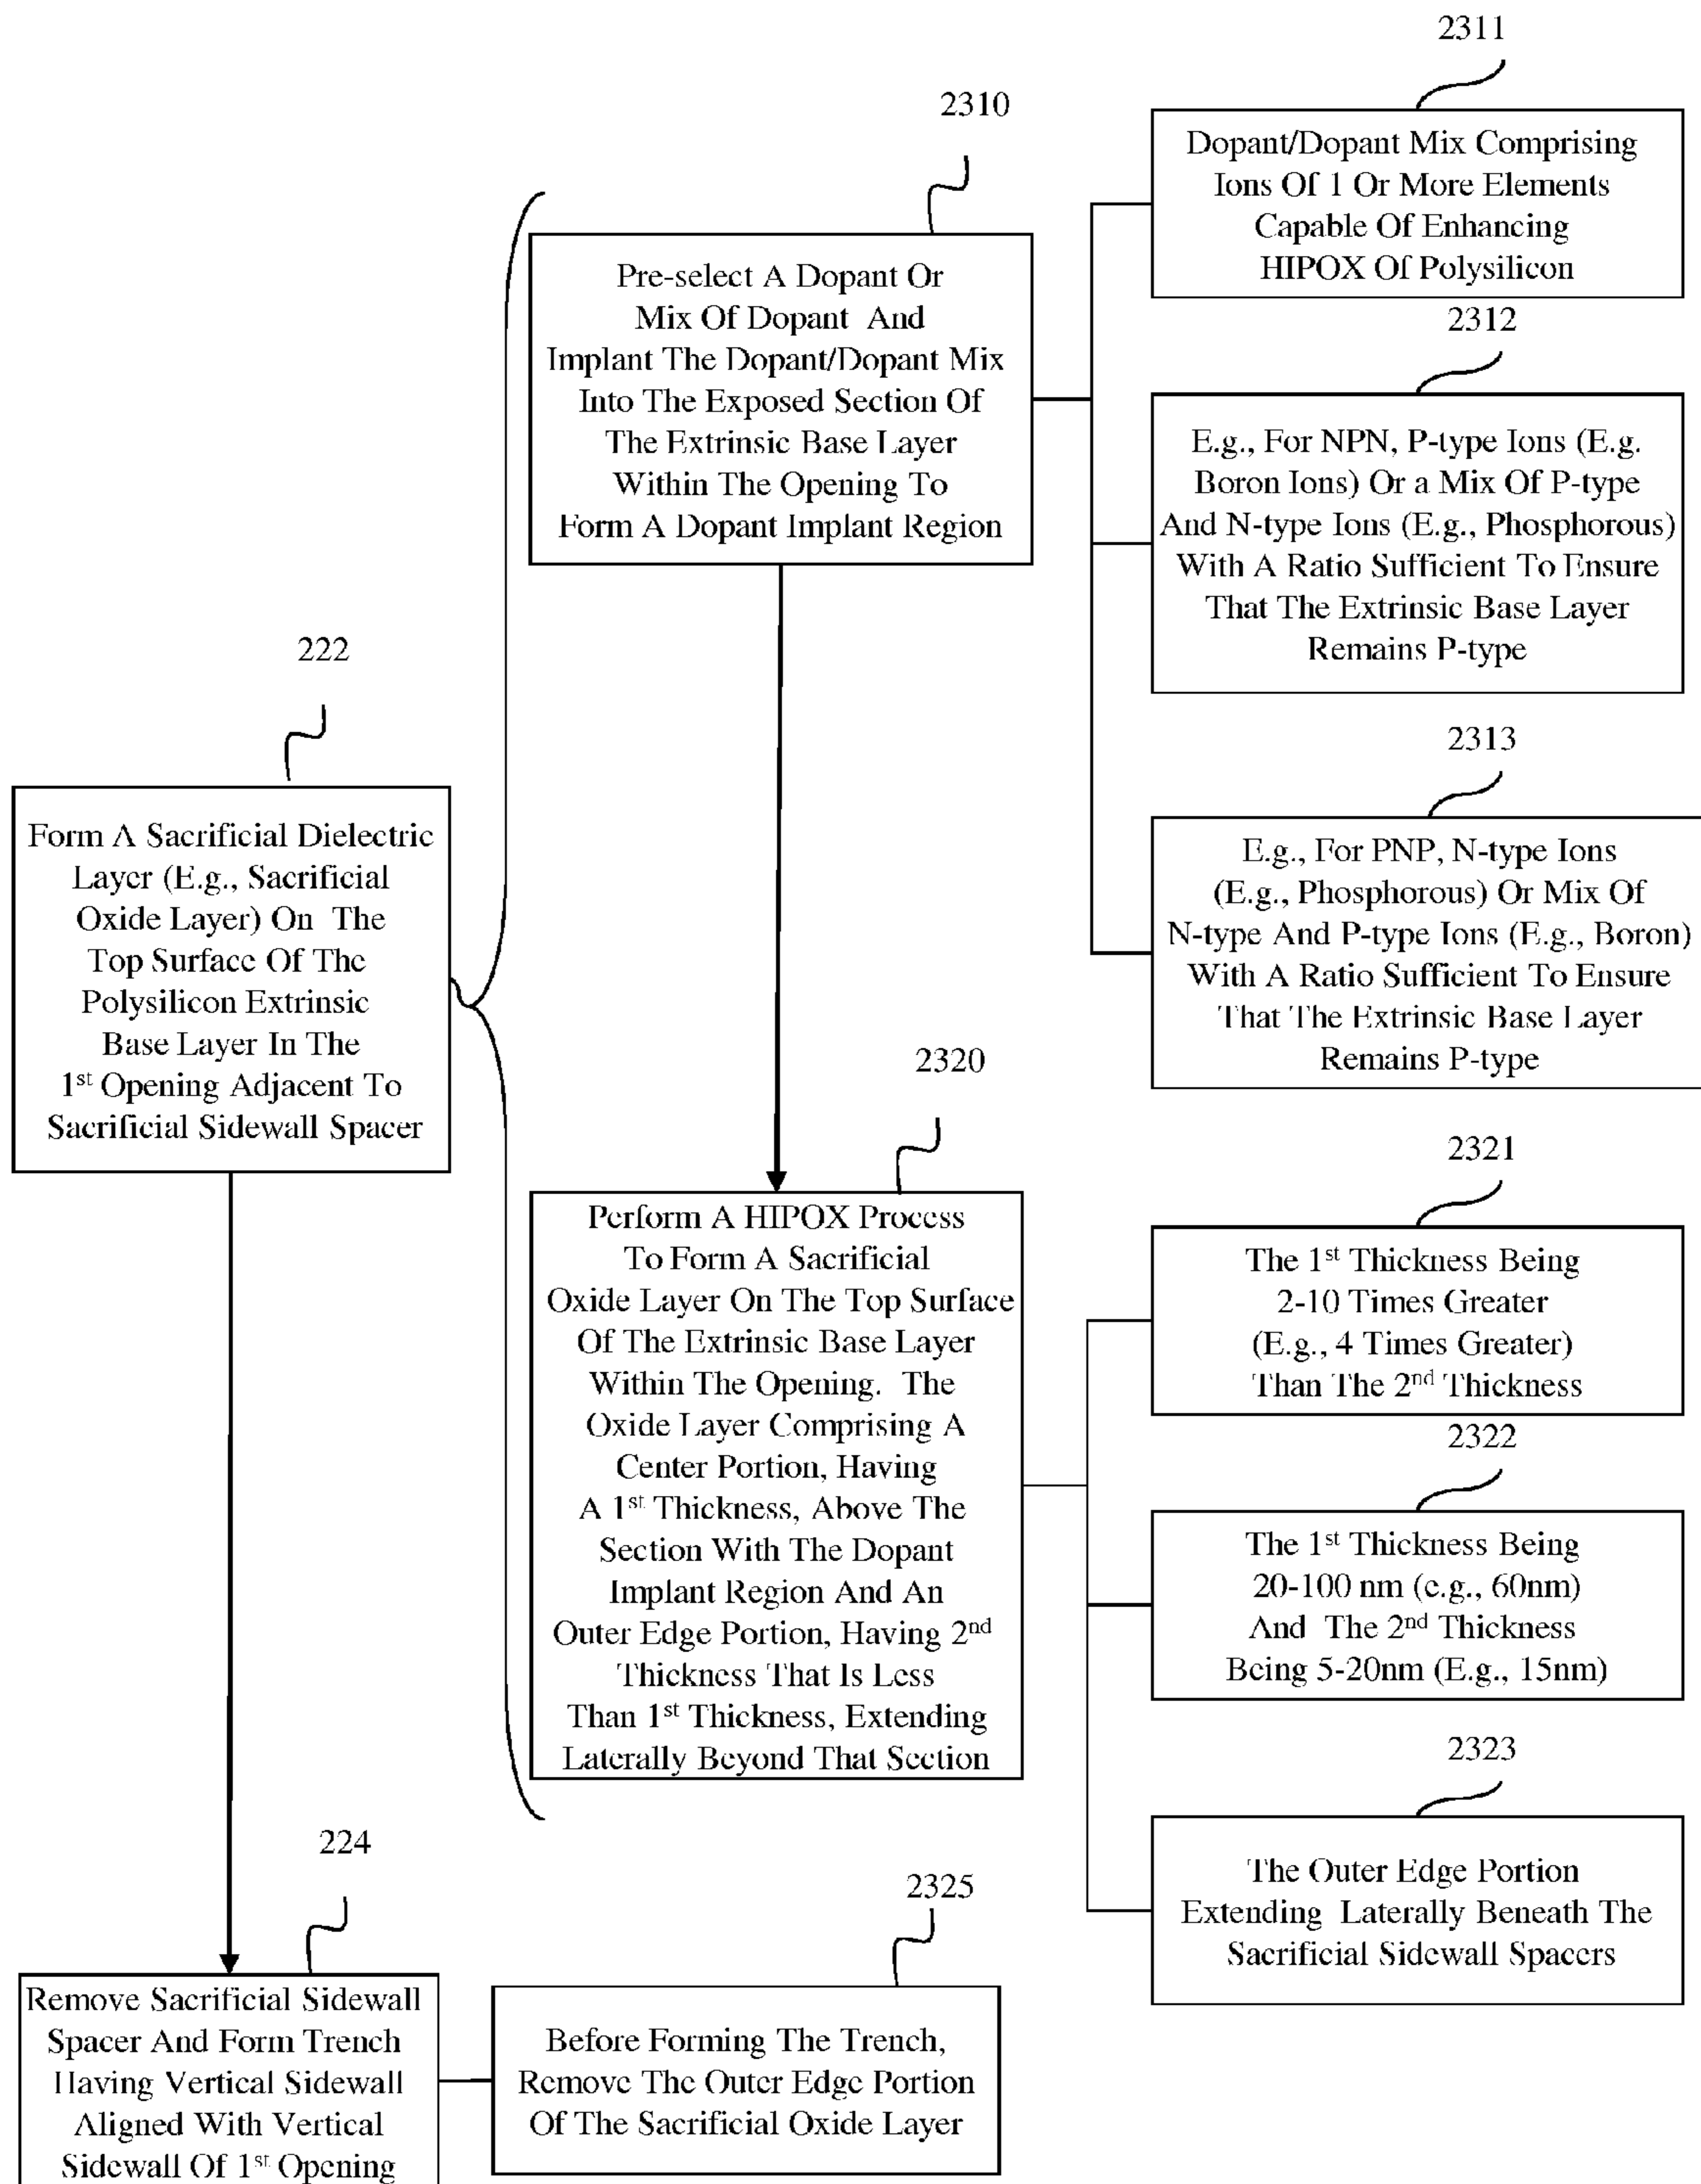 2311
Dopant/Dopant Mix Comprising
Ions Of 1 Or More Elements
Capable Of Enhancing
HIPOX Of Polysilicon
2310
Pre-select A Dopant Or
Mix Of Dopant And
Implant The Dopant/Dopant Mix
Into The Exposed Section Of
The Extrinsic Base Layer
Within The Opening To
Form A Dopant Implant Region
2312
E.g., For NPN, P-type Ions (E.g.
Boron Ions) Or a Mix Of P-type
And N-type Ions (E.g., Phosphorous)
With A Ratio Sufficient To Ensure
That The Extrinsic Base Layer
Remains P-type
2313
E.g., For PNP, N-type Ions
(E.g., Phosphorous) Or Mix Of
N-type And P-type Ions (E.g., Boron)
With A Ratio Sufficient To Ensure
That The Extrinsic Base Layer
Remains P-type
222
Form A Sacrificial Dielectric
Layer (E.g., Sacrificial
Oxide Layer) On The
Top Surface Of The
Polysilicon Extrinsic
Base Layer In The
1st Opening Adjacent To
Sacrificial Sidewall Spacer
2320
Perform A HIPOX Process
To Form A Sacrificial
Oxide Layer On The Top Surface
Of The Extrinsic Base Layer
Within The Opening. The
Oxide Layer Comprising A
Center Portion, Having
A 1st Thickness, Above The
Section With The Dopant
Implant Region And An
Outer Edge Portion, Having 2nd
Thickness That Is Less
Than 1st Thickness, Extending
Laterally Beyond That Section
2321
The 1st Thickness Being
2-10 Times Greater
(E.g., 4 Times Greater)
Than The 2nd Thickness
2322
The 1st Thickness Being
20-100 nm (e.g., 60nm)
And The 2nd Thickness
Being 5-20nm (E.g., 15nm)
2323
The Outer Edge Portion
Extending Laterally Beneath The
Sacrificial Sidewall Spacers
224
Remove Sacrificial Sidewall
Spacer And Form Trench
Having Vertical Sidewall
Aligned With Vertical
Sidewall Of 1st Opening
2325
Before Forming The Trench,
Remove The Outer Edge Portion
Of The Sacrificial Oxide Layer